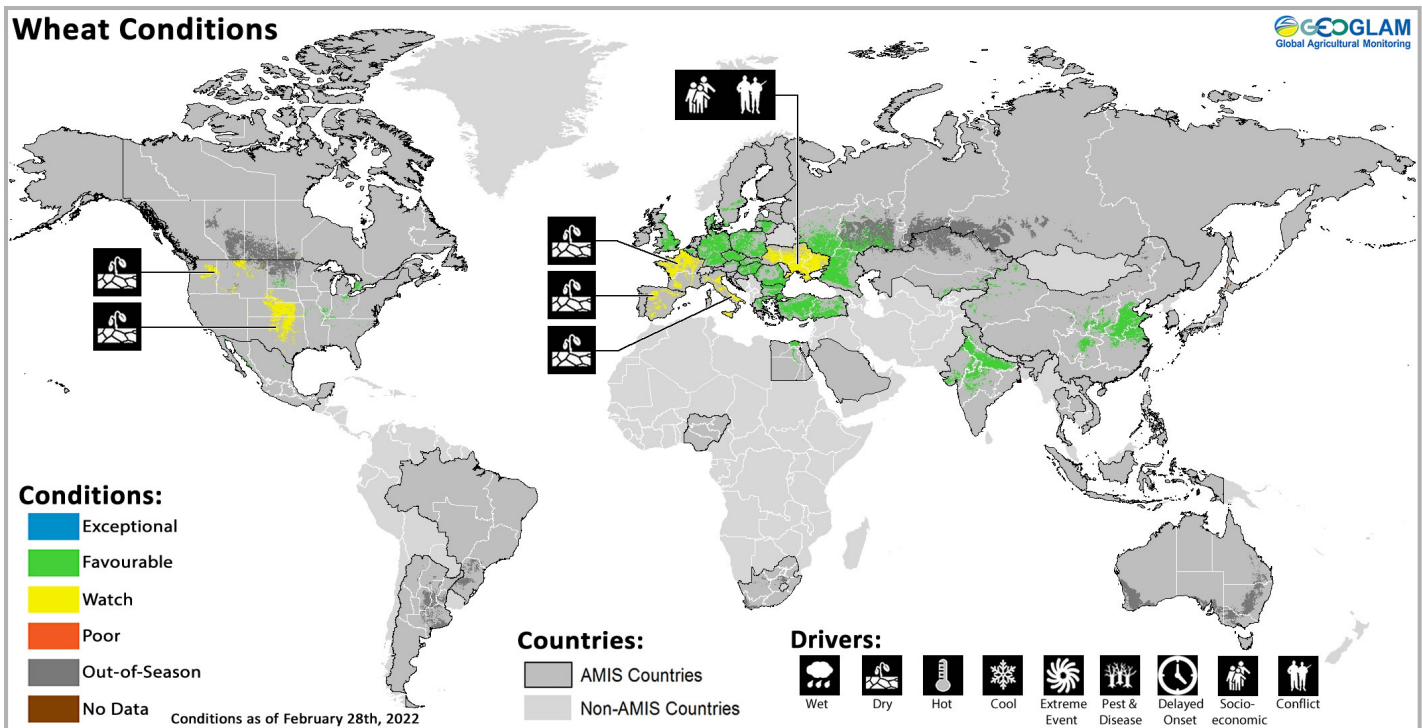 Wheat Conditions
GEOGLAM
Global Agricultural Monitoring
Conditions:
Exceptional
Favourable
Watch
Poor
Out-of-Season
No Data
Conditions as of February 28th, 2022
Countries:
AMIS Countries
Non-AMIS Countries
Drivers:
Wet
Dry
Hot
Cool
Extreme
Event
Pest &
Disease
Delayed
Onset
Socio-
economic
Conflict